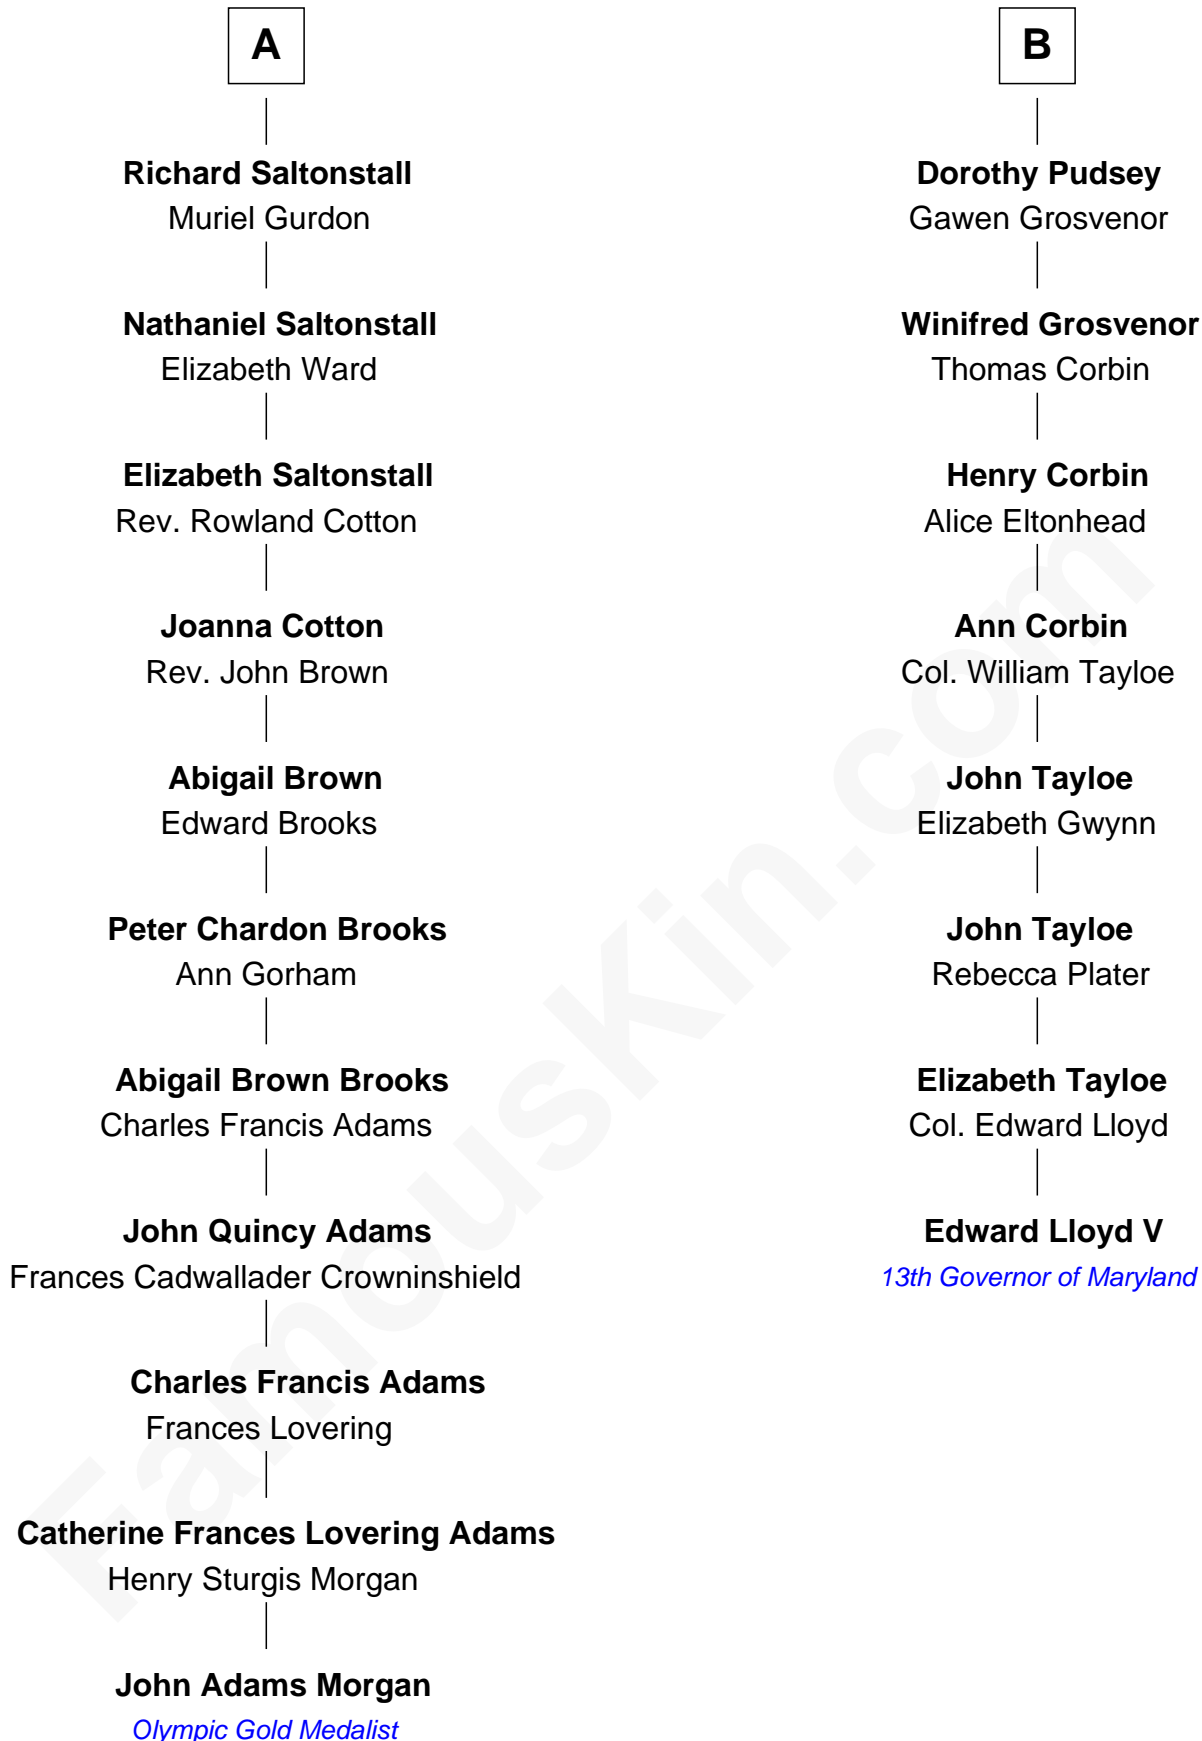 A
Richard Saltonstall
Muriel Gurdon
Nathaniel Saltonstall
Elizabeth Ward
Elizabeth Saltonstall
Rev. Rowland Cotton
Joanna Cotton
Rev. John Brown
Abigail Brown
Edward Brooks
Peter Chardon Brooks
Ann Gorham
Abigail Brown Brooks
Charles Francis Adams
John Quincy Adams
Frances Cadwallader Crowninshield
Charles Francis Adams
Frances Lovering
Catherine Frances Lovering Adams
Henry Sturgis Morgan
John Adams Morgan
Olympic Gold Medalist
B
Dorothy Pudsey
Gawen Grosvenor
Winifred Grosvenor
Thomas Corbin
Henry Corbin
Alice Eltonhead
Ann Corbin
Col. William Tayloe
John Tayloe
Elizabeth Gwynn
John Tayloe
Rebecca Plater
Elizabeth Tayloe
Col. Edward Lloyd
Edward Lloyd V
13th Governor of Maryland
FamousKin.com